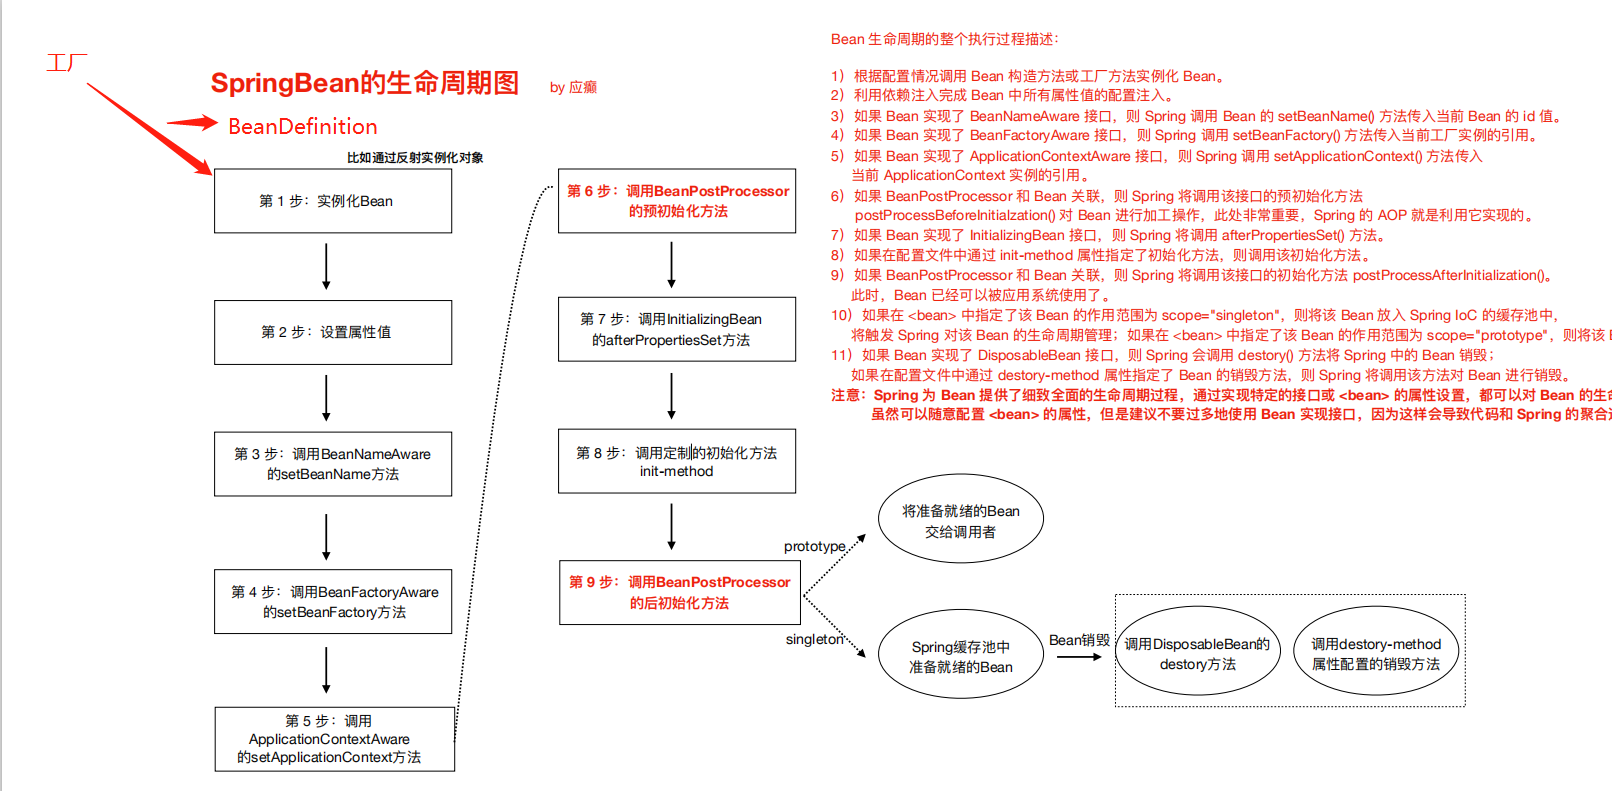 工厂
SpringBean的生命周期图 by 应癫
BeanDefinition
比如通过反射实例化对象
第 1 步：实例化Bean
第 2 步：设置属性值
第 3 步：调用BeanNameAware
的setBeanName方法
第 4 步：调用BeanFactoryAware
的setBeanFactory方法
第 5 步：调用
ApplicationContextAware
的setApplicationContext方法
第 6 步：调用BeanPostProcessor
的预初始化方法
第 7 步：调用InitializingBean
的afterPropertiesSet方法
第 8 步：调用定制的初始化方法
init-method
第 9 步：调用BeanPostProcessor
的后初始化方法
prototype
singleton
将准备就绪的Bean
交给调用者
Spring缓存池中
准备就绪的Bean
Bean销毁
调用DisposableBean的
destory方法
调用destory-method
属性配置的销毁方法
Bean 生命周期的整个执行过程描述：
1）根据配置情况调用 Bean 构造方法或工厂方法实例化 Bean。
2）利用依赖注入完成 Bean 中所有属性值的配置注入。
3）如果 Bean 实现了 BeanNameAware 接口，则 Spring 调用 Bean 的 setBeanName() 方法传入当前 Bean 的 id 值。
4）如果 Bean 实现了 BeanFactoryAware 接口，则 Spring 调用 setBeanFactory() 方法传入当前工厂实例的引用。
5）如果 Bean 实现了 ApplicationContextAware 接口，则 Spring 调用 setApplicationContext() 方法传入
当前 ApplicationContext 实例的引用。
6）如果 BeanPostProcessor 和 Bean 关联，则 Spring 将调用该接口的预初始化方法
postProcessBeforeInitialzation() 对 Bean 进行加工操作，此处非常重要，Spring 的 AOP 就是利用它实现的。
7）如果 Bean 实现了 InitializingBean 接口，则 Spring 将调用 afterPropertiesSet() 方法。
8）如果在配置文件中通过 init-method 属性指定了初始化方法，则调用该初始化方法。
9）如果 BeanPostProcessor 和 Bean 关联，则 Spring 将调用该接口的初始化方法 postProcessAfterInitialization()。
此时，Bean 已经可以被应用系统使用了。
10）如果在 <bean> 中指定了该 Bean 的作用范围为 scope="singleton"，则将该 Bean 放入 Spring IoC 的缓存池中，
将触发 Spring 对该 Bean 的生命周期管理；如果在 <bean> 中指定了该 Bean 的作用范围为 scope="prototype"，则将该
11）如果 Bean 实现了 DisposableBean 接口，则 Spring 会调用 destory() 方法将 Spring 中的 Bean 销毁；
如果在配置文件中通过 destory-method 属性指定了 Bean 的销毁方法，则 Spring 将调用该方法对 Bean 进行销毁。
注意：Spring 为 Bean 提供了细致全面的生命周期过程，通过实现特定的接口或 <bean> 的属性设置，都可以对 Bean 的生
虽然可以随意配置 <bean> 的属性，但是建议不要过多地使用 Bean 实现接口，因为这样会导致代码和 Spring 的聚合